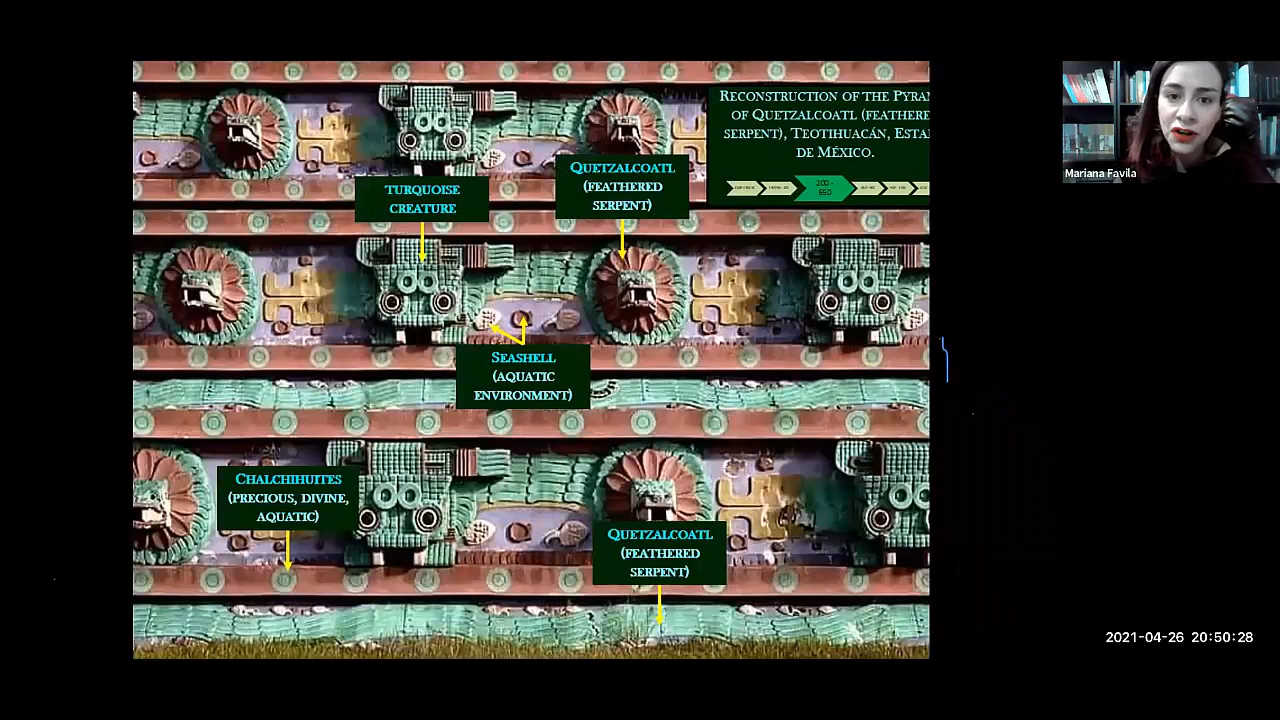 RECONSTRUCTION OF THE PYRA
OF QUETZALCOATL (FEATHERE
SERPENT), TEOTIHUACÁN, ESTA
DE MÉXICO.
200 -
650
Mariana Favila
QUETZALCOATL
(FEATHERED
SERPENT)
TURQUOISE
CREATURE
SEASHELL
(AQUATIC
ENVIRONMENT)
CHALCHIHUITES
(PRECIOUS, DIVINE,
AQUATIC)
QUETZALCOATL
(FEATHERED
SERPENT)
2021-04-26 20:50:28